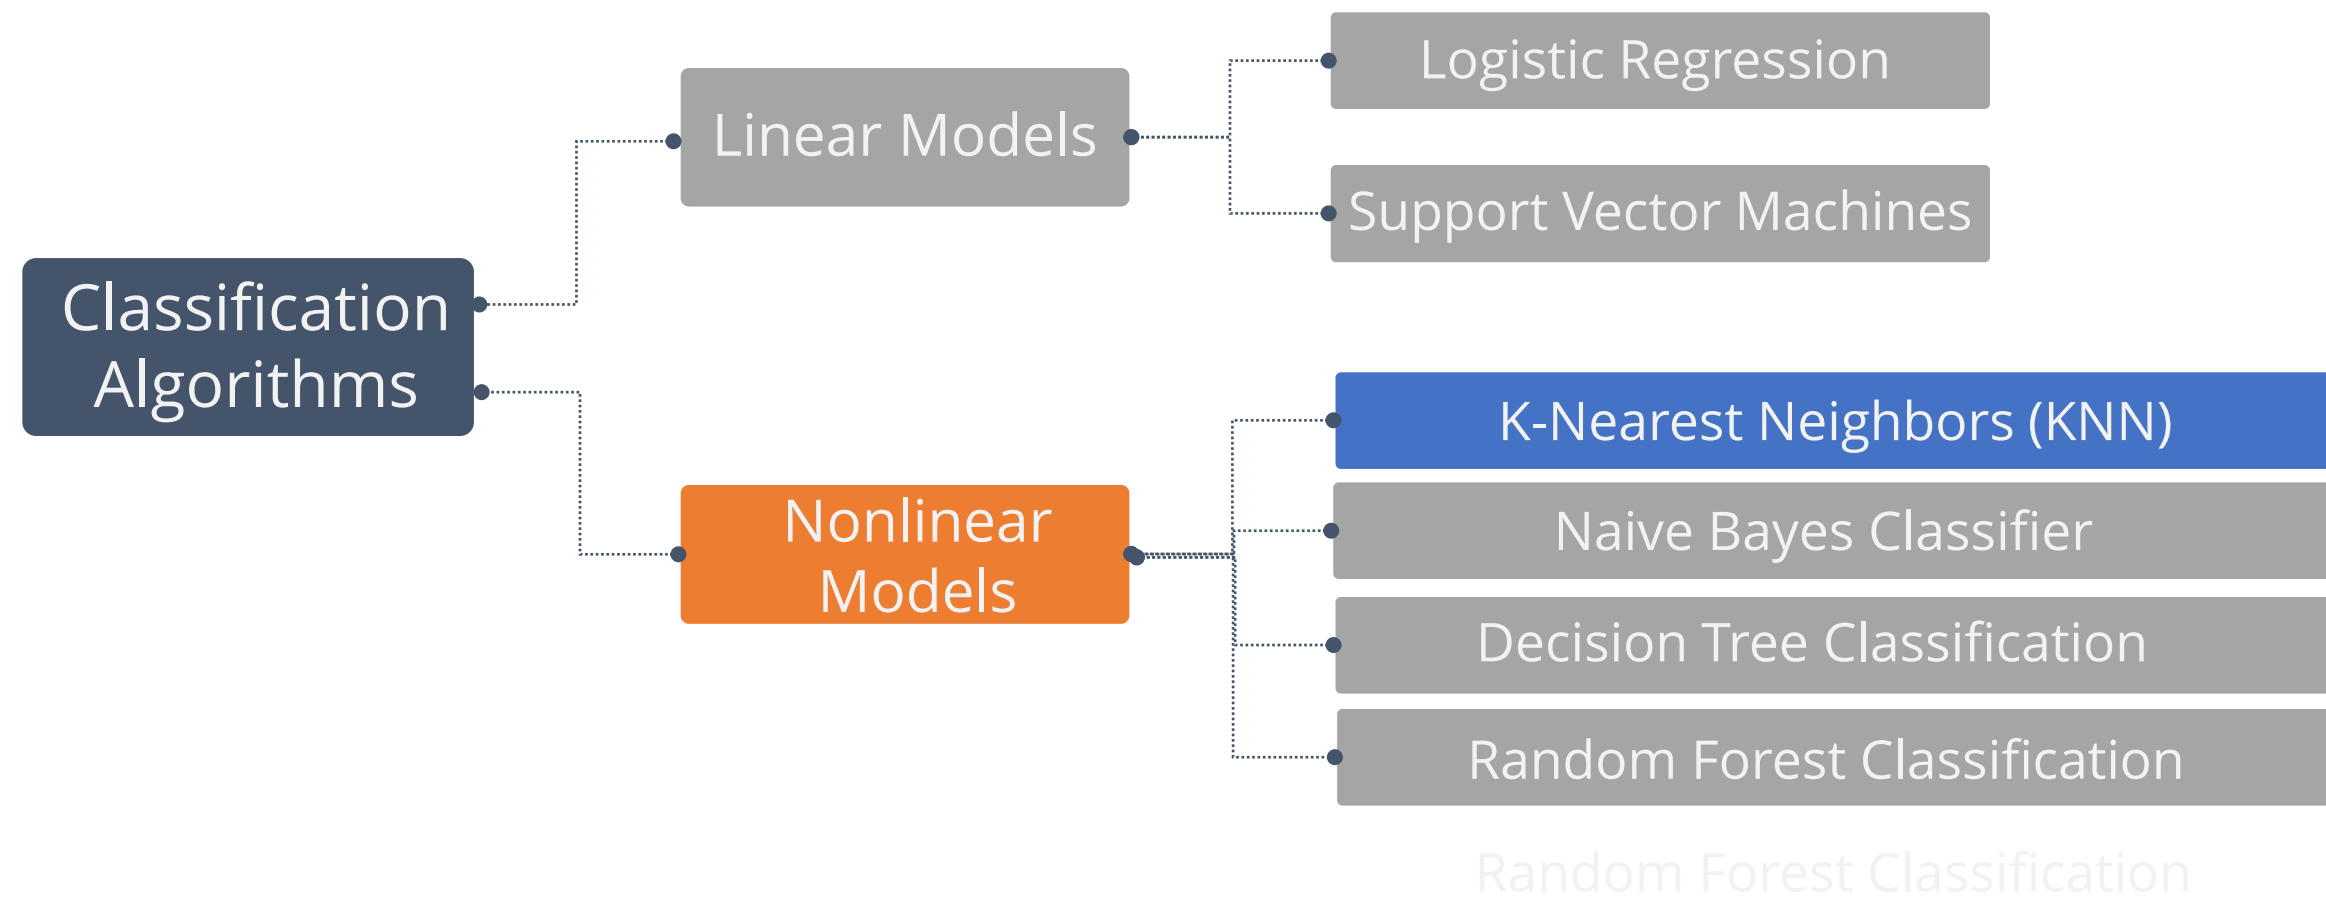 Logistic Regression
Linear Models
Support Vector Machines
Classification
Algorithms
K-Nearest Neighbors (KNN)
Nonlinear
Models
Naive Bayes Classifier
Decision Tree Classification
Random Forest Classification
Random Forest Classification